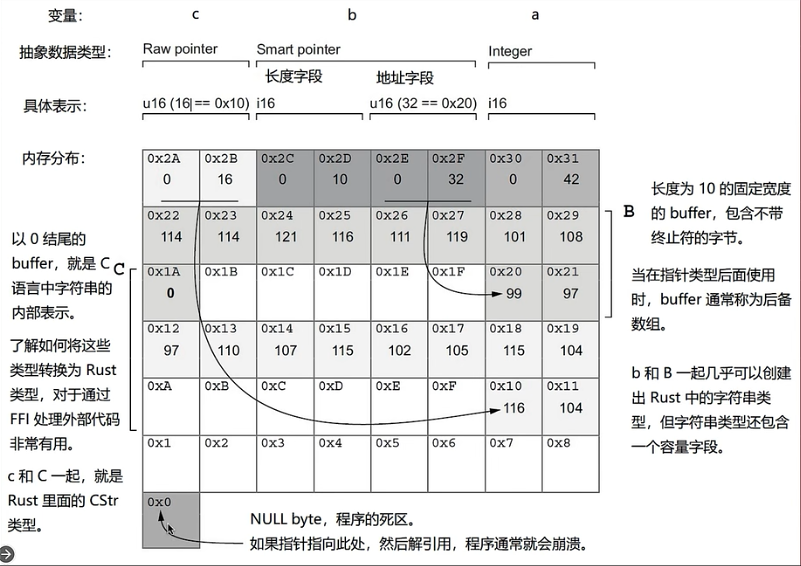 变量： c b a
抽象数据类型： Raw pointer Smart pointer Integer
长度字段 地址字段
具体表示： u16 (16 == 0x10) i16 u16 (32 == 0x20) i16
内存分布：
0x2A 0x2B 0x2C 0x2D 0x2E 0x2F 0x30 0x31
0 16 0 10 0 32 0 42
0x22 0x23 0x24 0x25 0x26 0x27 0x28 0x29
114 114 121 116 111 119 101 108
0x1A 0x1B 0x1C 0x1D 0x1E 0x1F 0x20 0x21
0 99 97
0x12 0x13 0x14 0x15 0x16 0x17 0x18 0x19
97 110 107 115 102 105 115 104
0xA 0xB 0xC 0xD 0xE 0xF 0x10 0x11
116 104
0x1 0x2 0x3 0x4 0x5 0x6 0x7 0x8
0x0
以 0 结尾的
buffer，就是 C
语言中字符串的
内部表示。
C
了解如何将这些
类型转换为 Rust
类型，对于通过
FFI 处理外部代码
非常有用。
c 和 C 一起，就是
Rust 里面的 CStr
类型。
B
长度为 10 的固定宽度
的 buffer，包含不带
终止符的字节。
当在指针类型后面使用
时，buffer 通常称为后备
数组。
b 和 B 一起几乎可以创建
出 Rust 中的字符串类
型，但字符串类型还包含
一个容量字段。
NULL byte，程序的死区。
如果指针指向此处，然后解引用，程序通常就会崩溃。